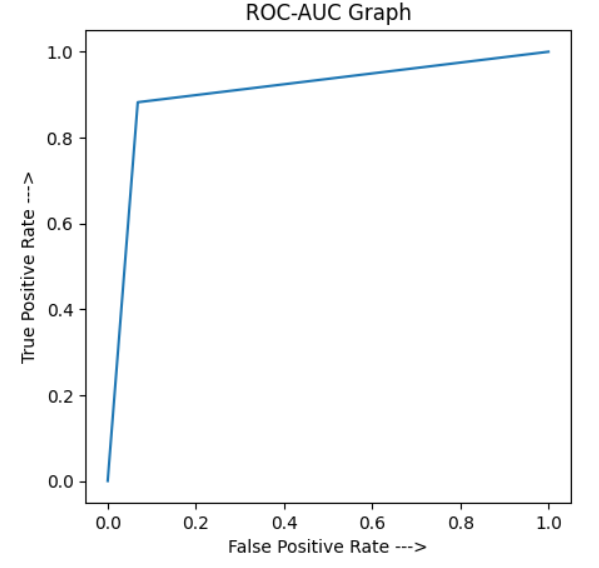 ROC-AUC Graph
1.0
0.8
0.6
0.4
0.2
0.0
True Positive Rate --->
0.0 0.2 0.4 0.6 0.8 1.0
False Positive Rate --->